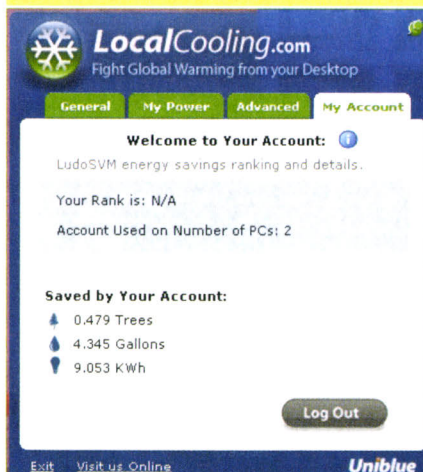 LocalCooling.com
Fight Global Warming from your Desktop
General My Power Advanced My Account
Welcome to Your Account:
LudoSVM energy savings ranking and details.
Your Rank is: N/A
Account Used on Number of PCs: 2
Saved by Your Account:
0.479 Trees
4.345 Gallons
9.053 KWh
Log Out
Exit Visit us Online Uniblue